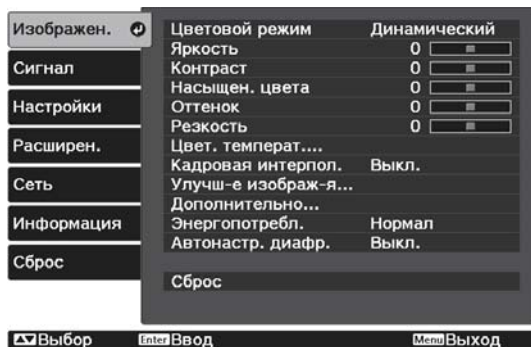 Изображен.
Сигнал
Настройки
Расширен.
Сеть
Информация
Сброс
Цветовой режим Динамический
Яркость 0
Контраст 0
Насыщен. цвета 0
Оттенок 0
Резкость 0
Цвет. температ....
Кадровая интерпол. Выкл.
Улучш-е изображ-я...
Дополнительно...
Энергопотребл. Нормал
Автонастр. диафр. Выкл.
Сброс
Выбор Enter Ввод Menu Выход